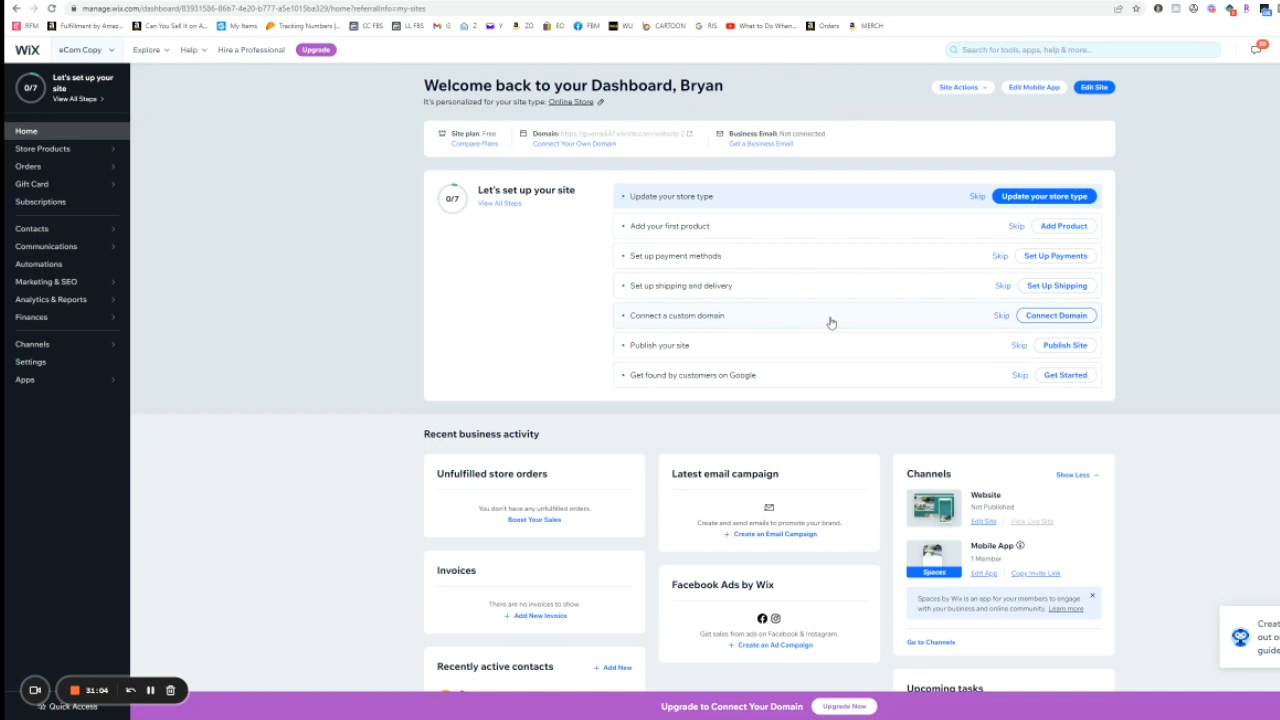 manage.wix.com/dashboard/83931586-86b7-4e20-b777-a5e1015ba329/home?referralInfo=my-sites
RFM
Fulfillment by Amaz...
Can You Sell It on A...
My Items
Tracking Numbers |...
CC FBS
LL FBS
G
Z
Y
ZO
EO
FBM
WU
CARTOON
RIS
What to Do When...
Orders
MERCH
WiX
eCom Copy
Explore
Help
Hire a Professional
Upgrade
Search for tools, apps, help & more...
0/7
Let's set up your site
View All Steps
Home
Store Products
Orders
Gift Card
Subscriptions
Contacts
Communications
Automations
Marketing & SEO
Analytics & Reports
Finances
Channels
Settings
Apps
Quick Access
31:04
Welcome back to your Dashboard, Bryan
It's personalized for your site type: Online Store
Site Actions
Edit Mobile App
Edit Site
Site plan: Free
Compare Plans
Domain: https://guerra447.wixsite.com/website-2
Connect Your Own Domain
Business Email: Not connected
Get a Business Email
0/7
Let's set up your site
View All Steps
• Update your store type Skip Update your store type
• Add your first product Skip Add Product
• Set up payment methods Skip Set Up Payments
• Set up shipping and delivery Skip Set Up Shipping
• Connect a custom domain Skip Connect Domain
• Publish your site Skip Publish Site
• Get found by customers on Google Skip Get Started
Recent business activity
Unfulfilled store orders
You don't have any unfulfilled orders.
Boost Your Sales
Invoices
There are no invoices to show.
+ Add New Invoice
Recently active contacts
+ Add New
Latest email campaign
Create and send emails to promote your brand.
+ Create an Email Campaign
Facebook Ads by Wix
Get sales from ads on Facebook & Instagram.
+ Create an Ad Campaign
Channels
Show Less
Website
Not Published
Edit Site | View Live Site
Mobile App
1 Member
Edit App | Copy Invite Link
Spaces
Spaces by Wix is an app for your members to engage
with your business and online community. Learn more
Go to Channels
Upcoming tasks
Creat
out o
guide
Upgrade to Connect Your Domain
Upgrade Now